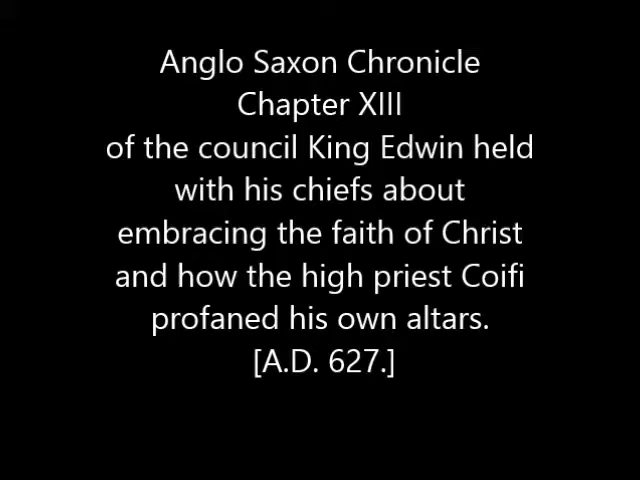 Anglo Saxon Chronicle
Chapter XIII
of the council King Edwin held
with his chiefs about
embracing the faith of Christ
and how the high priest Coifi
profaned his own altars.
[A.D. 627.]